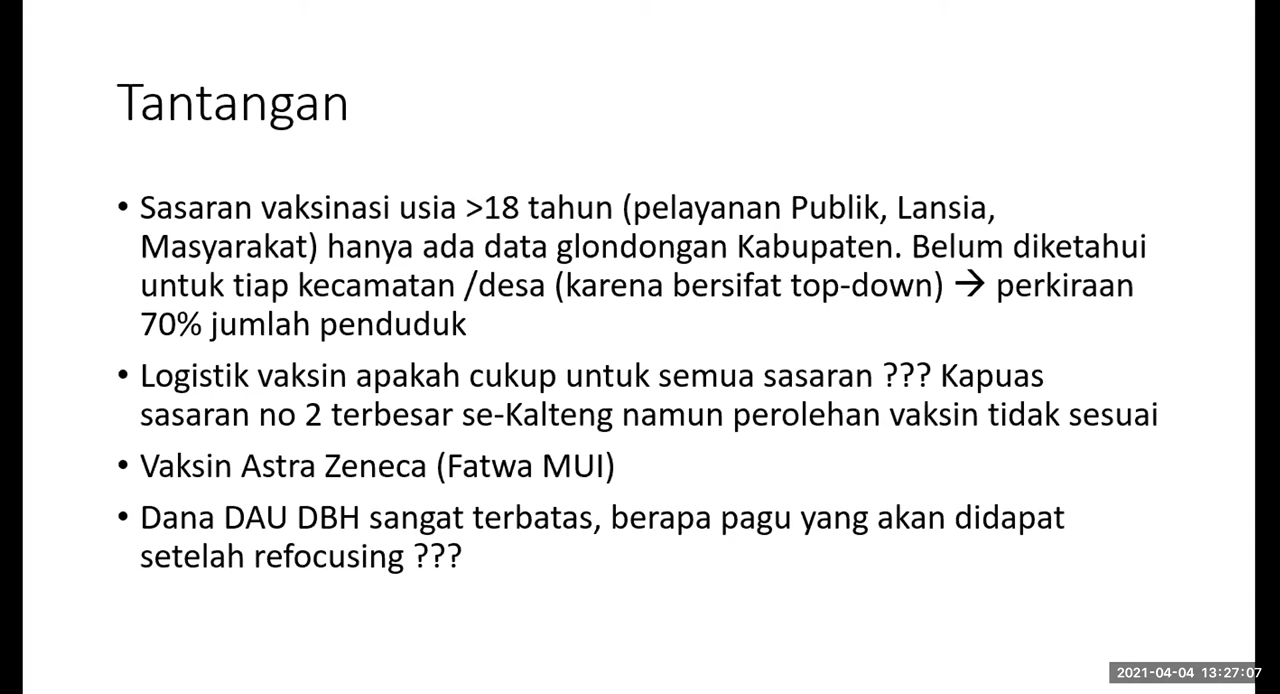 Tantangan
• Sasaran vaksinasi usia >18 tahun (pelayanan Publik, Lansia,
Masyarakat) hanya ada data glondongan Kabupaten. Belum diketahui
untuk tiap kecamatan /desa (karena bersifat top-down) → perkiraan
70% jumlah penduduk
• Logistik vaksin apakah cukup untuk semua sasaran ??? Kapuas
sasaran no 2 terbesar se-Kalteng namun perolehan vaksin tidak sesuai
• Vaksin Astra Zeneca (Fatwa MUI)
• Dana DAU DBH sangat terbatas, berapa pagu yang akan didapat
setelah refocusing ???
2021-04-04 13:27:07